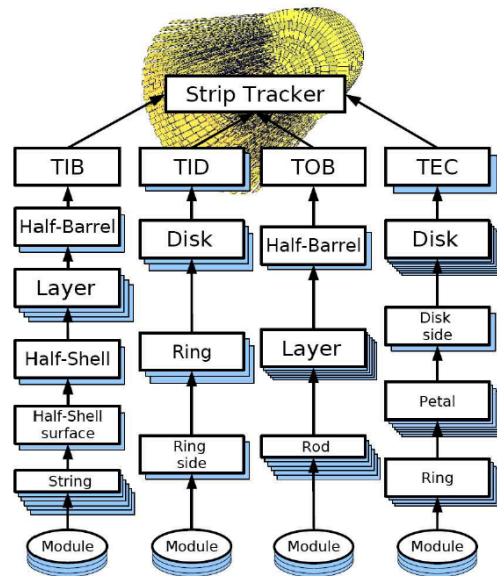 Strip Tracker
TIB
TID
TOB
TEC
Half-Barrel
Disk
Half-Barrel
Disk
Layer
Disk
side
Half-Shell
Ring
Layer
Petal
Half-Shell
surface
Ring
side
Rod
Ring
String
Module
Module
Module
Module